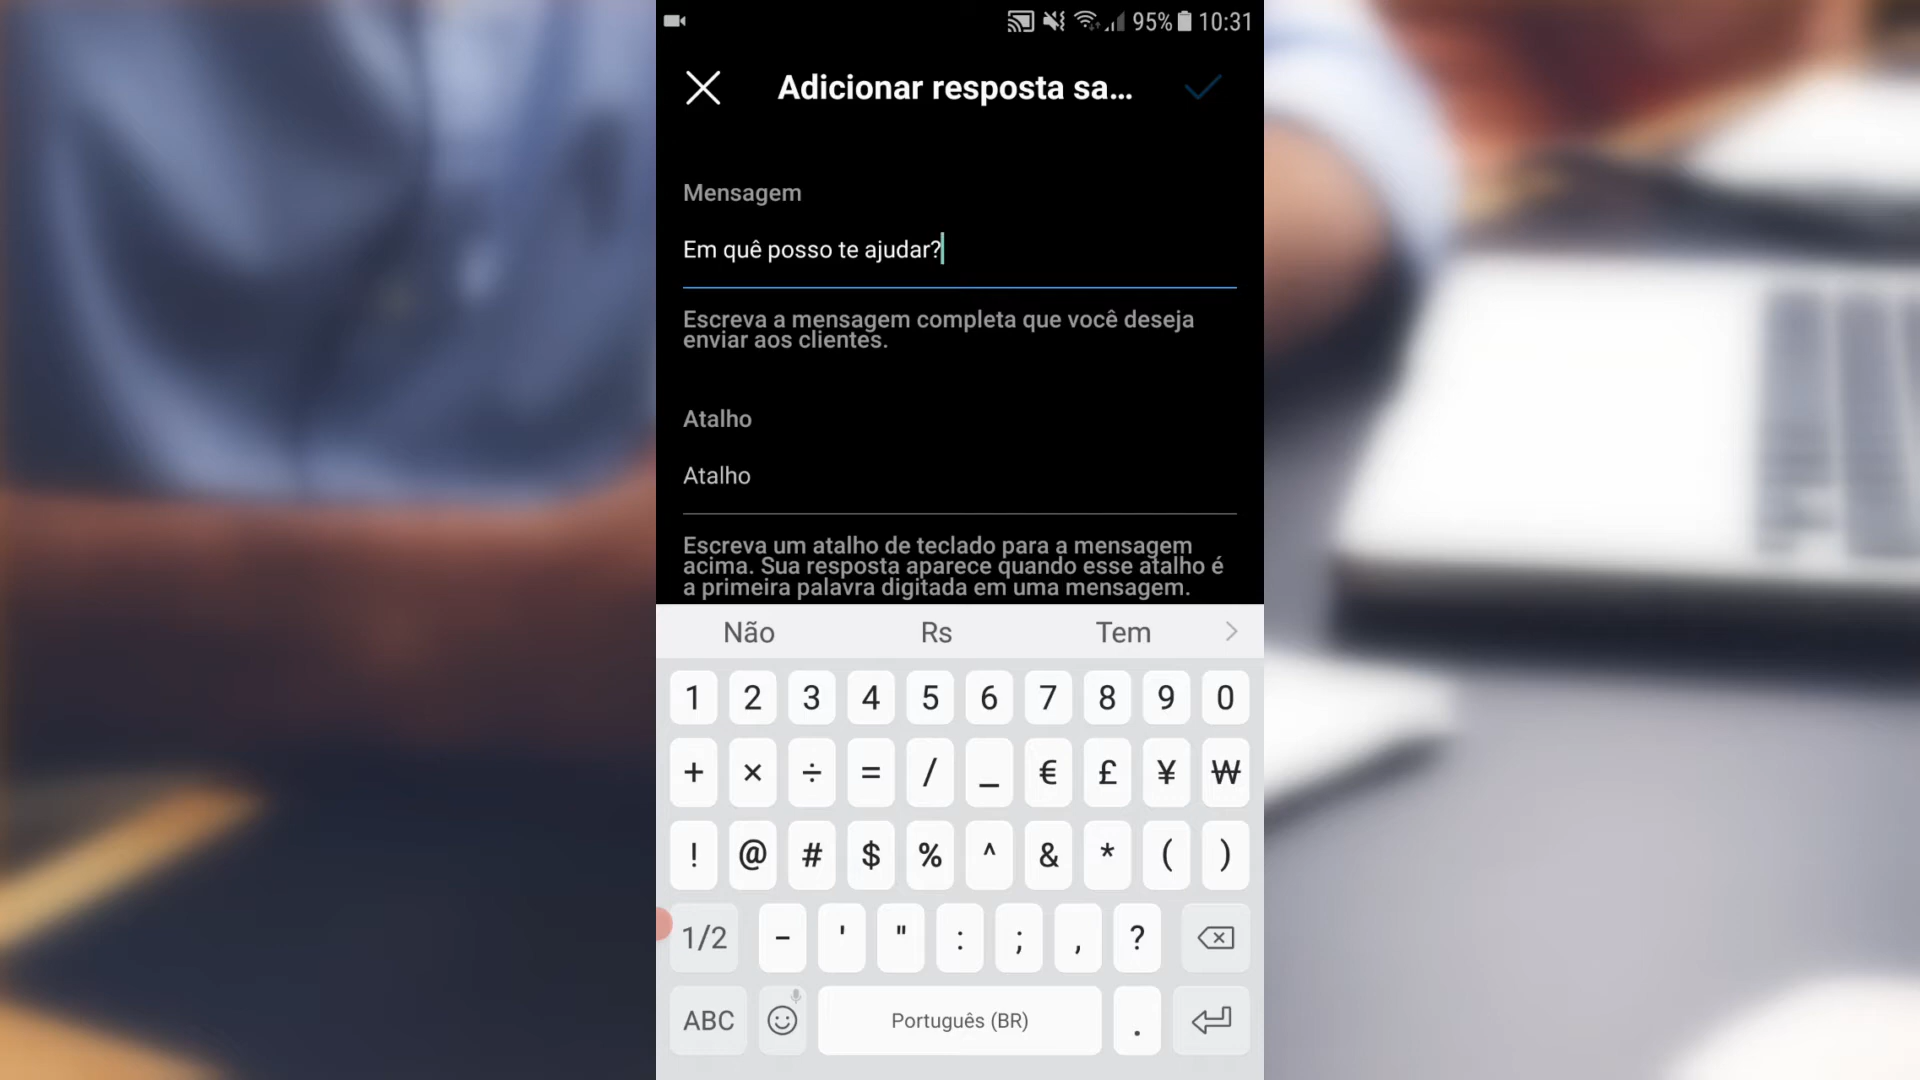 95% 10:31
Adicionar resposta sa...
Mensagem
Em quê posso te ajudar?
Escreva a mensagem completa que você deseja
enviar aos clientes.
Atalho
Atalho
Escreva um atalho de teclado para a mensagem
acima. Sua resposta aparece quando esse atalho é
a primeira palavra digitada em uma mensagem.
Não Rs Tem
1 2 3 4 5 6 7 8 9 0
+ × ÷ = / _ € £ ¥ ₩
! @ # $ % ^ & * ( )
1/2 - ' " : ; , ?
ABC Português (BR) .